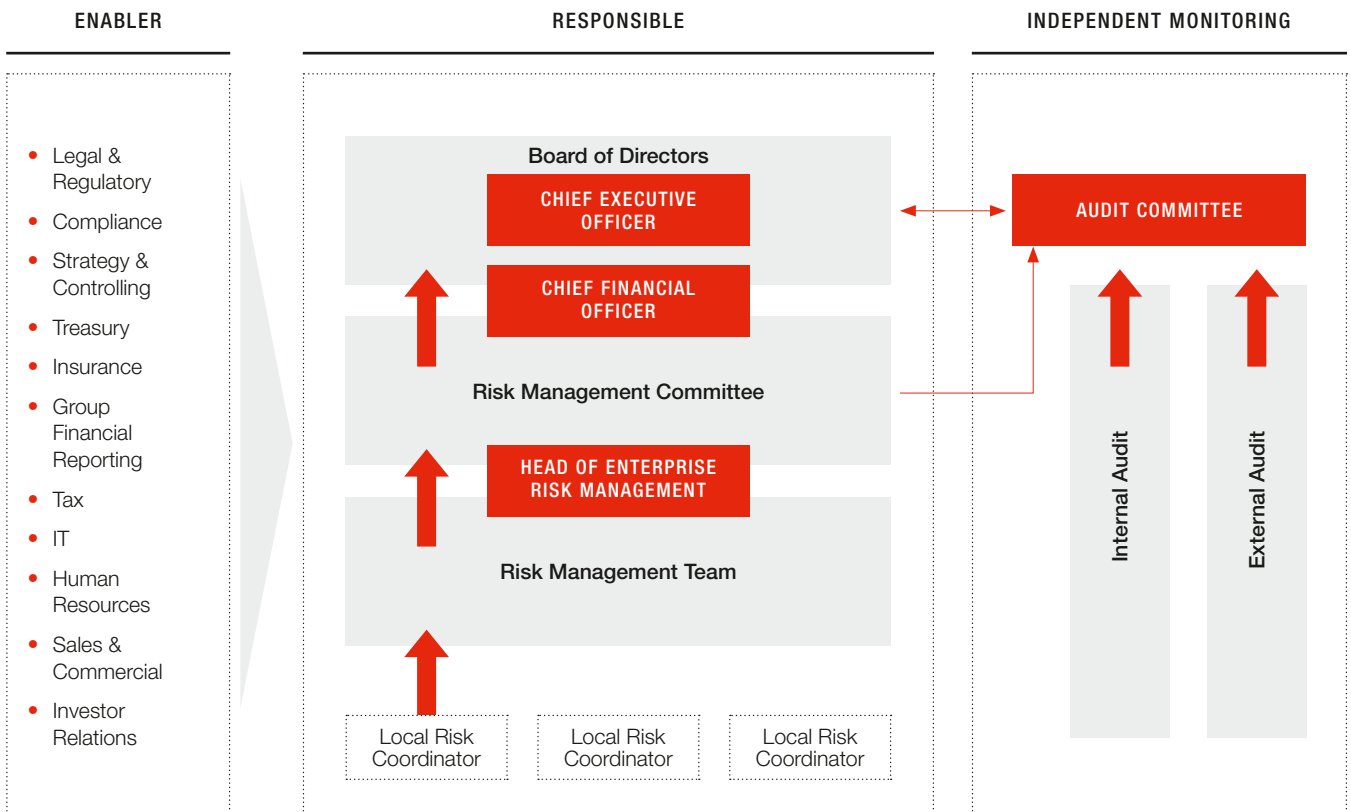 ENABLER
Legal &
Regulatory
Compliance
Strategy &
Controlling
Treasury
Insurance
Group
Financial
Reporting
Tax
IT
Human
Resources
Sales &
Commercial
Investor
Relations
RESPONSIBLE
Board of Directors
CHIEF EXECUTIVE
OFFICER
CHIEF FINANCIAL
OFFICER
Risk Management Committee
HEAD OF ENTERPRISE
RISK MANAGEMENT
Risk Management Team
Local Risk
Coordinator
Local Risk
Coordinator
Local Risk
Coordinator
INDEPENDENT MONITORING
AUDIT COMMITTEE
Internal Audit
External Audit